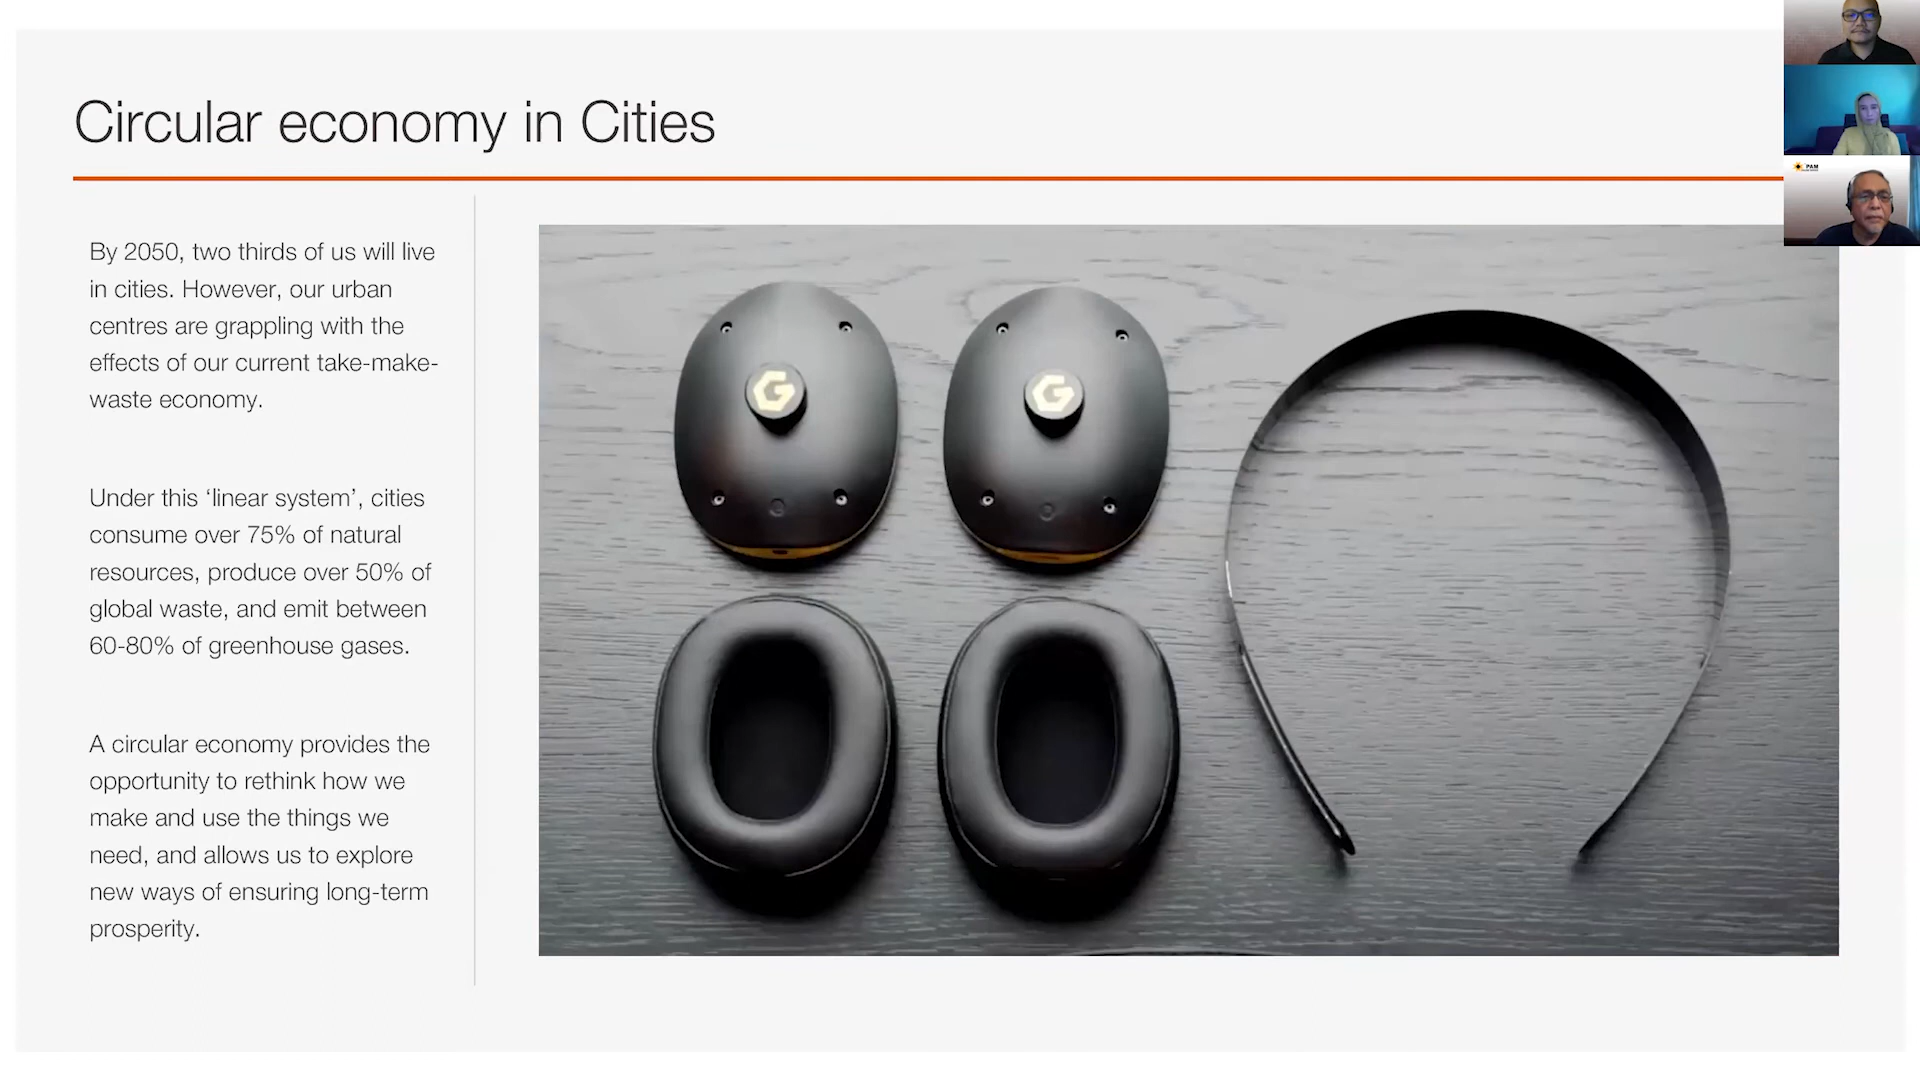 Circular economy in Cities
By 2050, two thirds of us will live
in cities. However, our urban
centres are grappling with the
effects of our current take-make-
waste economy.
Under this ‘linear system’, cities
consume over 75% of natural
resources, produce over 50% of
global waste, and emit between
60-80% of greenhouse gases.
A circular economy provides the
opportunity to rethink how we
make and use the things we
need, and allows us to explore
new ways of ensuring long-term
prosperity.
G
G
PAM